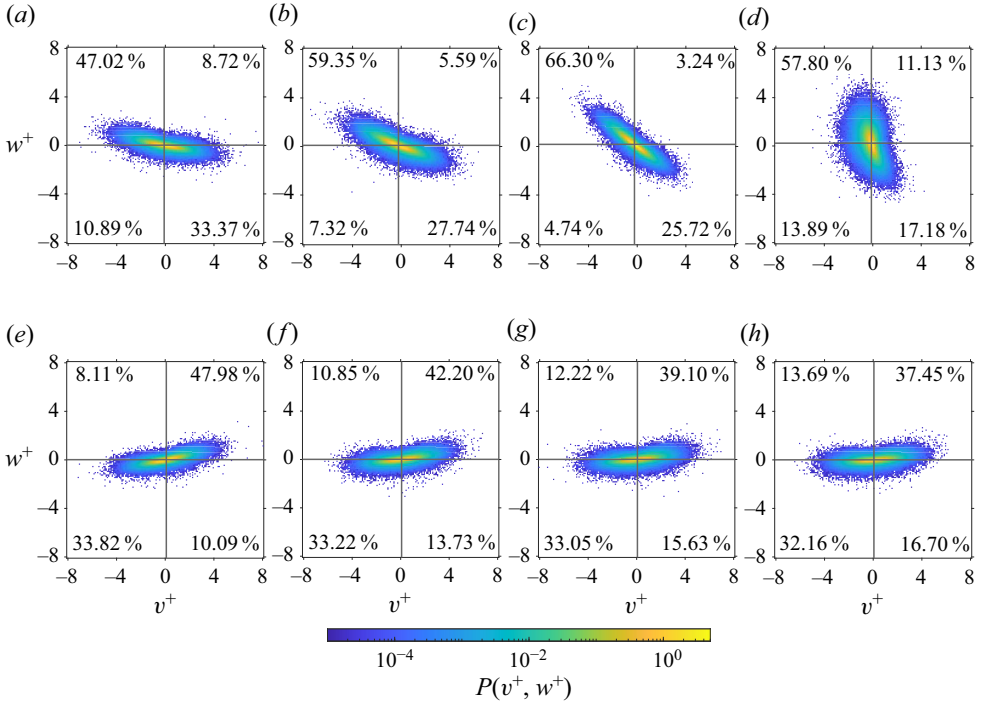 (a) (b) (c) (d)
8 8 8 8
47.02 % 8.72 % 59.35 % 5.59 % 66.30 % 3.24 % 57.80 % 11.13 %
4 4 4 4
w⁺ 0 0 0 0
−4 −4 −4 −4
10.89 % 33.37 % 7.32 % 27.74 % 4.74 % 25.72 % 13.89 % 17.18 %
−8 −8 −8 −8
−8 −4 0 4 8 −8 −4 0 4 8 −8 −4 0 4 8 −8 −4 0 4 8
(e) (f) (g) (h)
8 8 8 8
8.11 % 47.98 % 10.85 % 42.20 % 12.22 % 39.10 % 13.69 % 37.45 %
4 4 4 4
w⁺ 0 0 0 0
−4 −4 −4 −4
33.82 % 10.09 % 33.22 % 13.73 % 33.05 % 15.63 % 32.16 % 16.70 %
−8 −8 −8 −8
−8 −4 0 4 8 −8 −4 0 4 8 −8 −4 0 4 8 −8 −4 0 4 8
v⁺ v⁺ v⁺ v⁺
10⁻⁴ 10⁻² 10⁰
P(v⁺, w⁺)